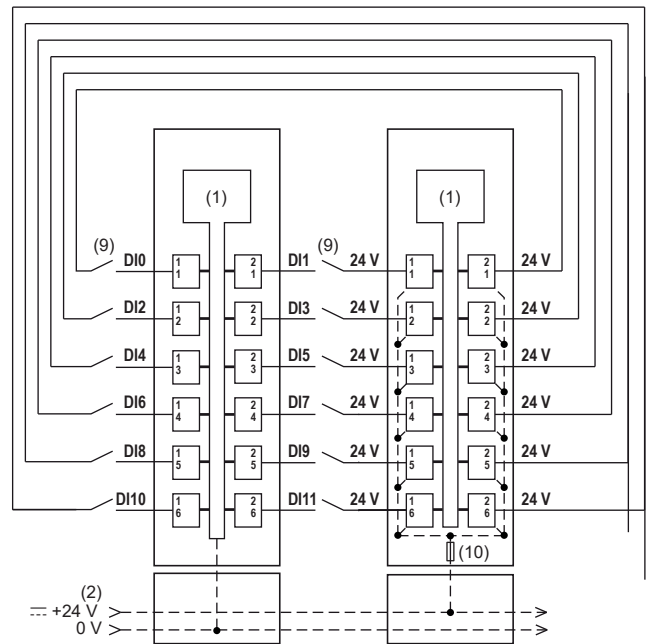 (1) (1)
(9) DI0 1 1 2 1 DI1 (9) 24 V 1 1 2 1 24 V
DI2 1 2 2 2 DI3 24 V 1 2 2 2 24 V
DI4 1 3 2 3 DI5 24 V 1 3 2 3 24 V
DI6 1 4 2 4 DI7 24 V 1 4 2 4 24 V
DI8 1 5 2 5 DI9 24 V 1 5 2 5 24 V
DI10 1 6 2 6 DI11 24 V 1 6 2 6 24 V
(10)
(2)
+24 V
0 V